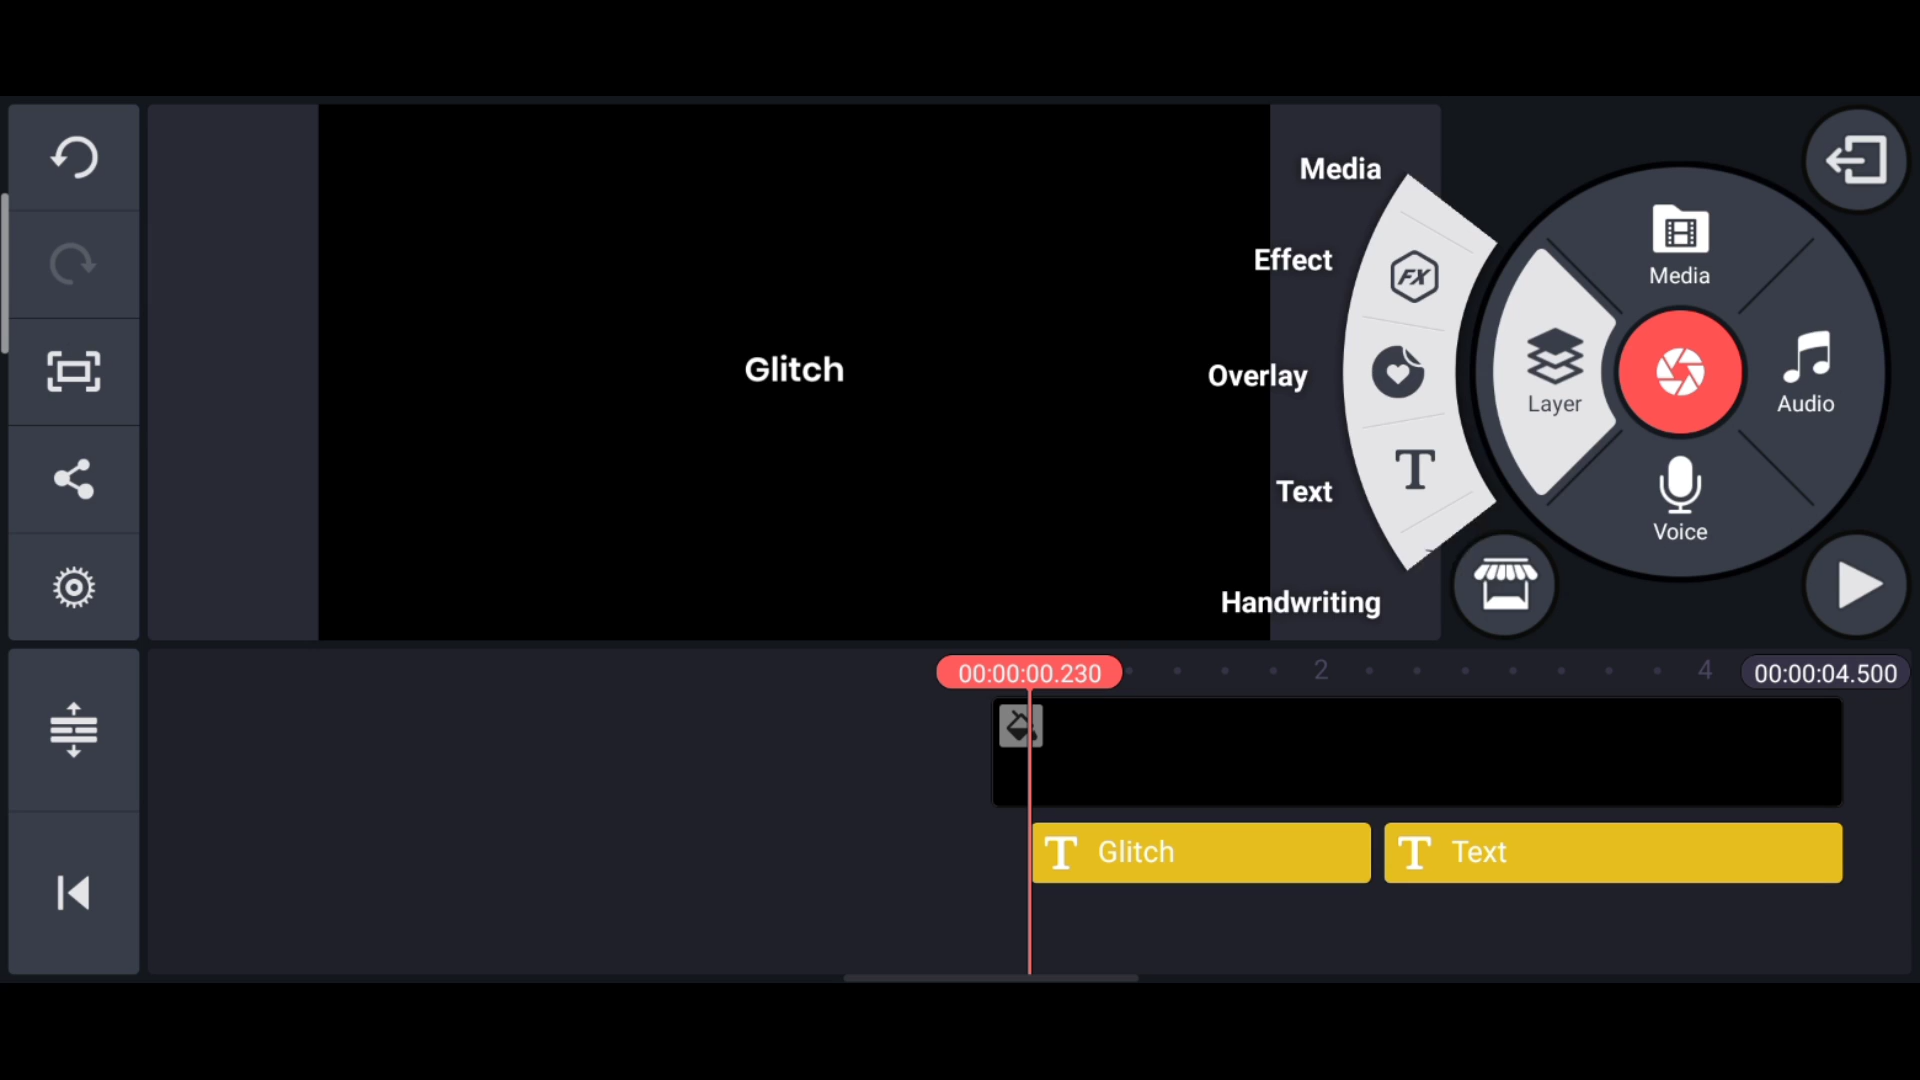 Media
Effect
Overlay
Text
Handwriting
Glitch
FX
T
Media
Layer
Audio
Voice
00:00:00.230
2
4
00:00:04.500
T Glitch
T Text